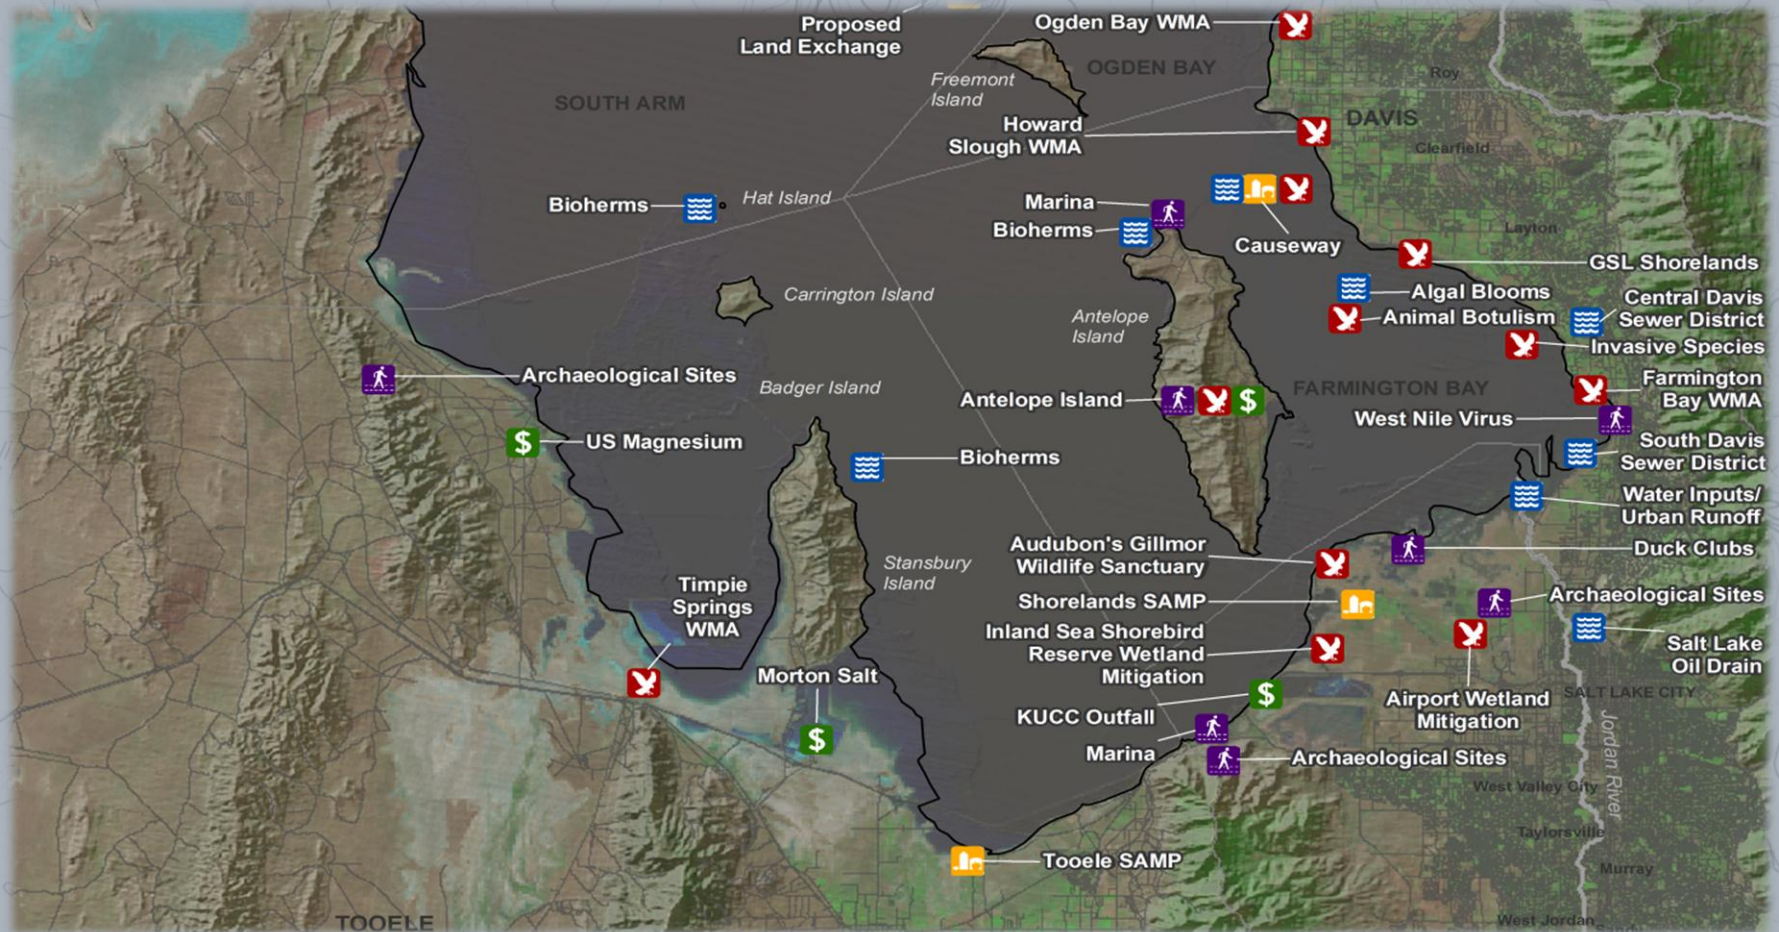 Proposed
Land Exchange
Ogden Bay WMA
OGDEN BAY
Freemont
Island
SOUTH ARM
Roy
DAVIS
Howard
Slough WMA
Clearfield
Bioherms
Hat Island
Marina
Bioherms
Causeway
Layton
GSL Shorelands
Carrington Island
Algal Blooms
Central Davis
Sewer District
Antelope
Island
Animal Botulism
Invasive Species
Archaeological Sites
Badger Island
Antelope Island
FARMINGTON BAY
Farmington
Bay WMA
West Nile Virus
$
US Magnesium
$
Bioherms
South Davis
Sewer District
Water Inputs/
Urban Runoff
Audubon's Gillmor
Wildlife Sanctuary
Duck Clubs
Stansbury
Island
Timpie
Springs
WMA
Shorelands SAMP
Archaeological Sites
Inland Sea Shorebird
Reserve Wetland
Mitigation
Salt Lake
Oil Drain
Morton Salt
$
KUCC Outfall
$
Airport Wetland
Mitigation
SALT LAKE CITY
Jordan River
Marina
Archaeological Sites
West Valley City
Taylorsville
Tooele SAMP
Murray
TOOELE
West Jordan